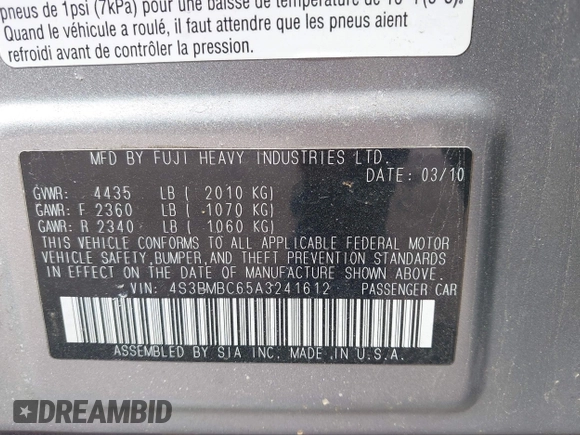 pneus de 1psi (7kPa) pour une baisse de température de
Quand le véhicule a roulé, il faut attendre que les pneus aient
refroidi avant de contrôler la pression.
MFD BY FUJI HEAVY INDUSTRIES LTD.
DATE: 03/10
GVWR: 4435 LB ( 2010 KG)
GAWR: F 2360 LB ( 1070 KG)
GAWR: R 2340 LB ( 1060 KG)
THIS VEHICLE CONFORMS TO ALL APPLICABLE FEDERAL MOTOR
VEHICLE SAFETY, BUMPER, AND THEFT PREVENTION STANDARDS
IN EFFECT ON THE DATE OF MANUFACTURE SHOWN ABOVE.
VIN: 4S3BMBC65A3241612 PASSENGER CAR
ASSEMBLED BY SIA INC. MADE IN U.S.A.
DREAMBID